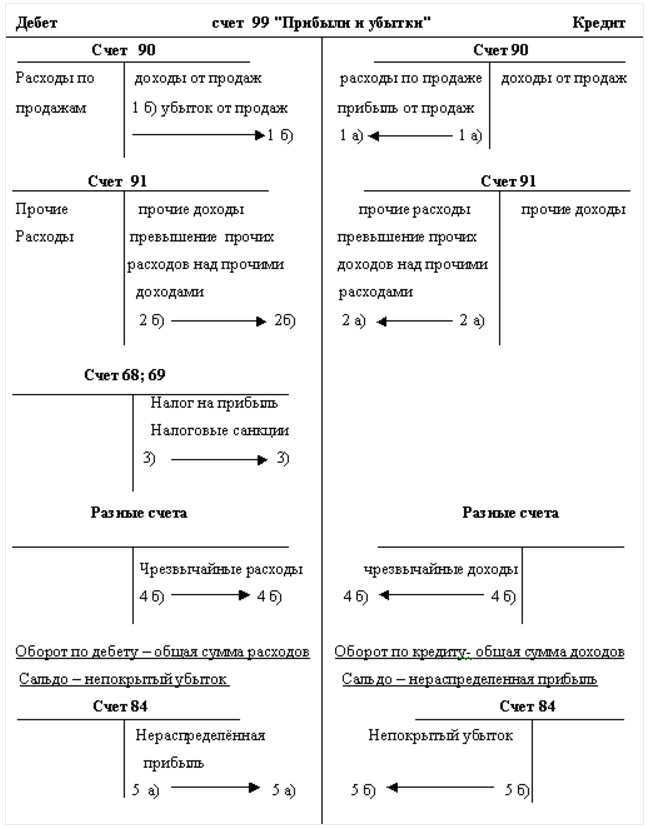 Дебет счет 99 "Прибыли и убытки" Кредит
Счет 90
Расходы по доходы от продаж
продажам 1 б) убыток от продаж
1 б)
Счет 90
расходы по продаже доходы от продаж
прибыль от продаж
1 а) 1 а)
Счет 91
Прочие прочие доходы
Расходы превышение прочих
расходов над прочими
доходами
2 б) 2б)
Счет 91
прочие расходы прочие доходы
превышение прочих
доходов над прочими
расходами
2 а) 2 а)
Счет 68; 69
Налог на прибыль
Налоговые санкции
3) 3)
Разные счета
Чрезвычайные расходы
4 б) 4 б)
Разные счета
чрезвычайные доходы
4 б) 4 б)
Оборот по дебету – общая сумма расходов
Сальдо – непокрытый убыток
Оборот по кредиту- общая сумма доходов
Сальдо – нераспределенная прибыль
Счет 84
Нераспределённая
прибыль
5 а) 5 а)
Счет 84
Непокрытый убыток
5 б) 5 б)